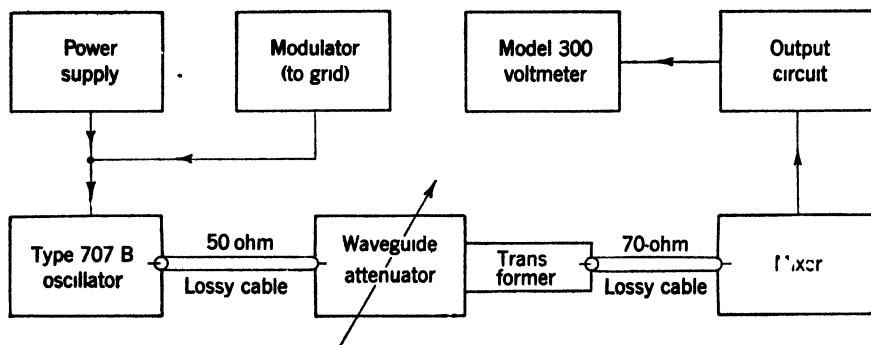 Power
supply
Modulator
(to grid)
Model 300
voltmeter
Output
circuit
Type 707 B
oscillator
50 ohm
Lossy cable
Waveguide
attenuator
Trans
former
70-ohm
Lossy cable
Mixer